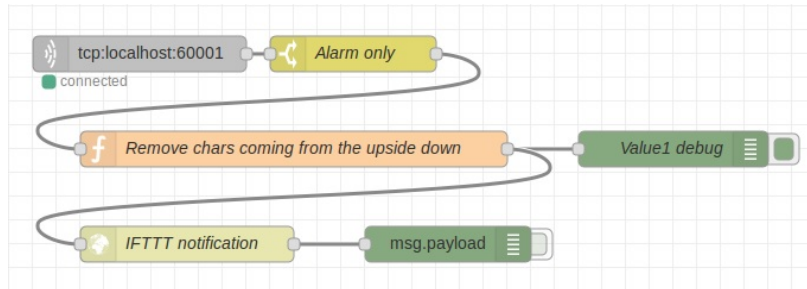 tcp:localhost:60001
Alarm only
connected
Remove chars coming from the upside down
Value1 debug
IFTTT notification
msg.payload